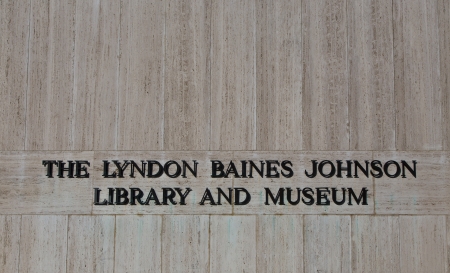 THE LYNDON BAINES JOHNSON
LIBRARY AND MUSEUM